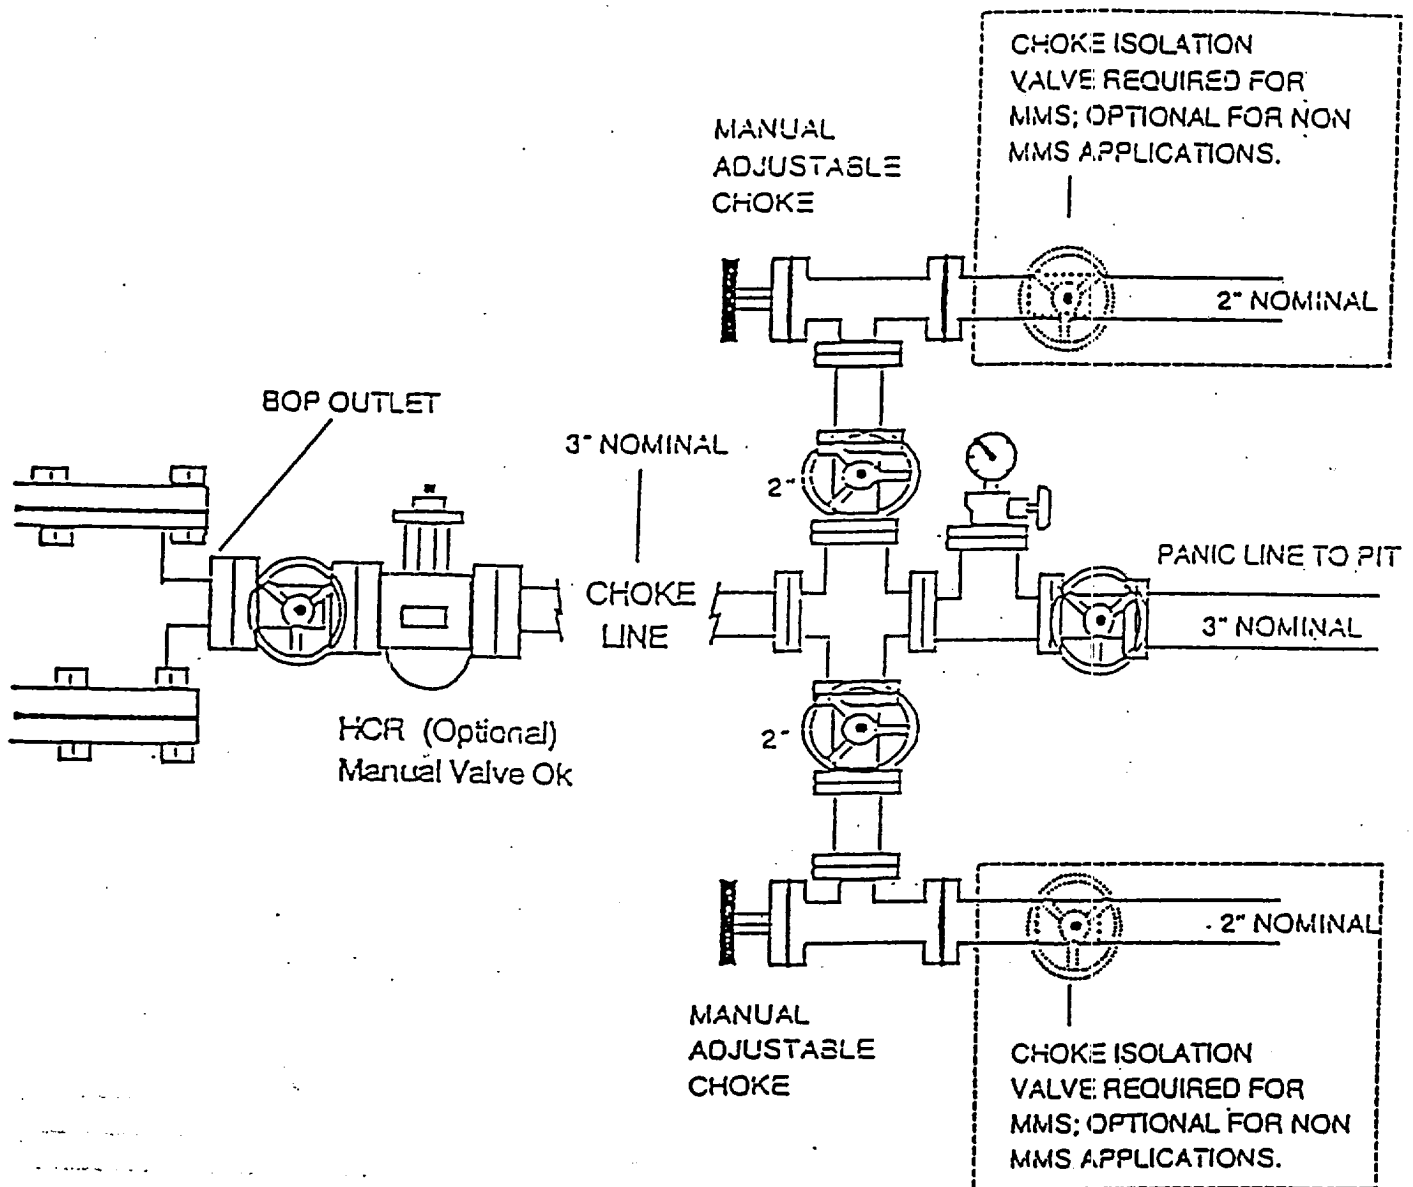 CHOKE ISOLATION
VALVE REQUIRED FOR
MMS; OPTIONAL FOR NON
MMS APPLICATIONS.
MANUAL
ADJUSTABLE
CHOKE
2" NOMINAL
BOP OUTLET
3" NOMINAL
2"
PANIC LINE TO PIT
CHOKE
LINE
3" NOMINAL
HCR (Optional)
Manual Valve Ok
2"
2" NOMINAL
MANUAL
ADJUSTABLE
CHOKE
CHOKE ISOLATION
VALVE REQUIRED FOR
MMS; OPTIONAL FOR NON
MMS APPLICATIONS.